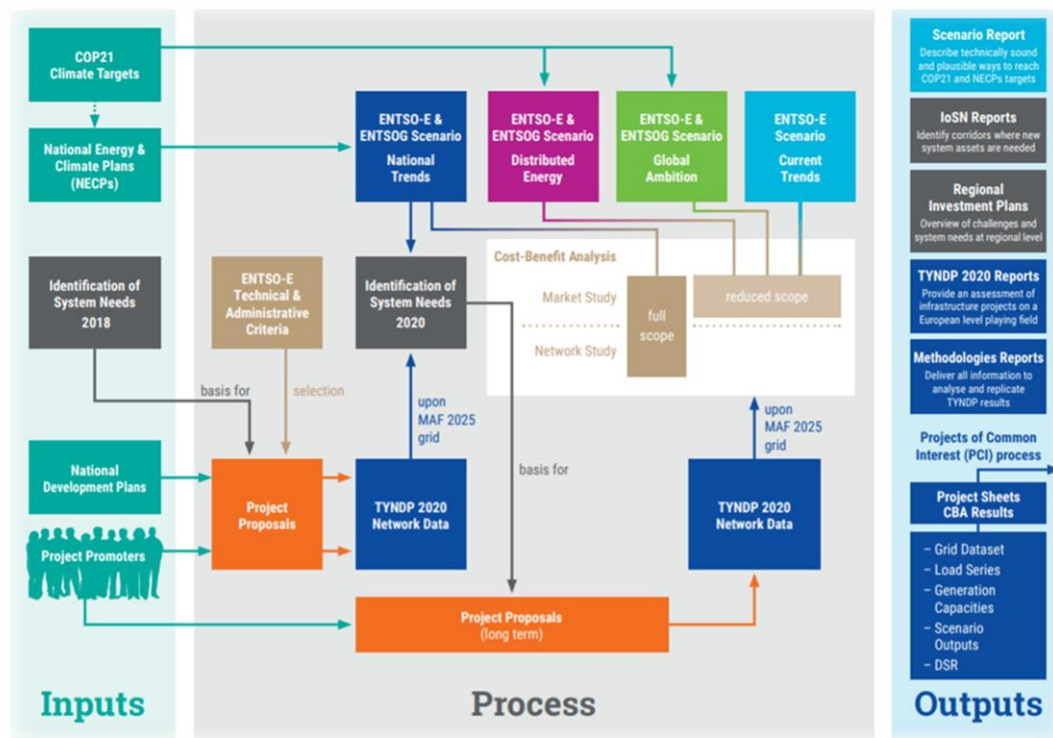 COP21
Climate Targets
National Energy &
Climate Plans
(NECPs)
Identification of
System Needs
2018
National
Development Plans
Project Promoters
Inputs
ENTSO-E &
ENTSOG Scenario
National
Trends
ENTSO-E &
ENTSOG Scenario
Distributed
Energy
ENTSO-E &
ENTSOG Scenario
Global
Ambition
ENTSO-E
Scenario
Current
Trends
ENTSO-E
Technical &
Administrative
Criteria
Identification of
System Needs
2020
Cost-Benefit Analysis
Market Study
Network Study
full
scope
reduced scope
basis for
selection
upon
MAF 2025
grid
basis for
upon
MAF 2025
grid
Project
Proposals
TYNDP 2020
Network Data
TYNDP 2020
Network Data
Project Proposals
(long term)
Process
Scenario Report
Describe technically sound
and plausible ways to reach
COP21 and NECPs targets
IoSN Reports
Identify corridors where new
system assets are needed
Regional
Investment Plans
Overview of challenges and
system needs at regional level
TYNDP 2020 Reports
Provide an assessment of
infrastructure projects on a
European level playing field
Methodologies Reports
Deliver all information to
analyse and replicate
TYNDP results
Projects of Common
Interest (PCI) process
Project Sheets
CBA Results
– Grid Dataset
– Load Series
– Generation
Capacities
– Scenario
Outputs
– DSR
Outputs